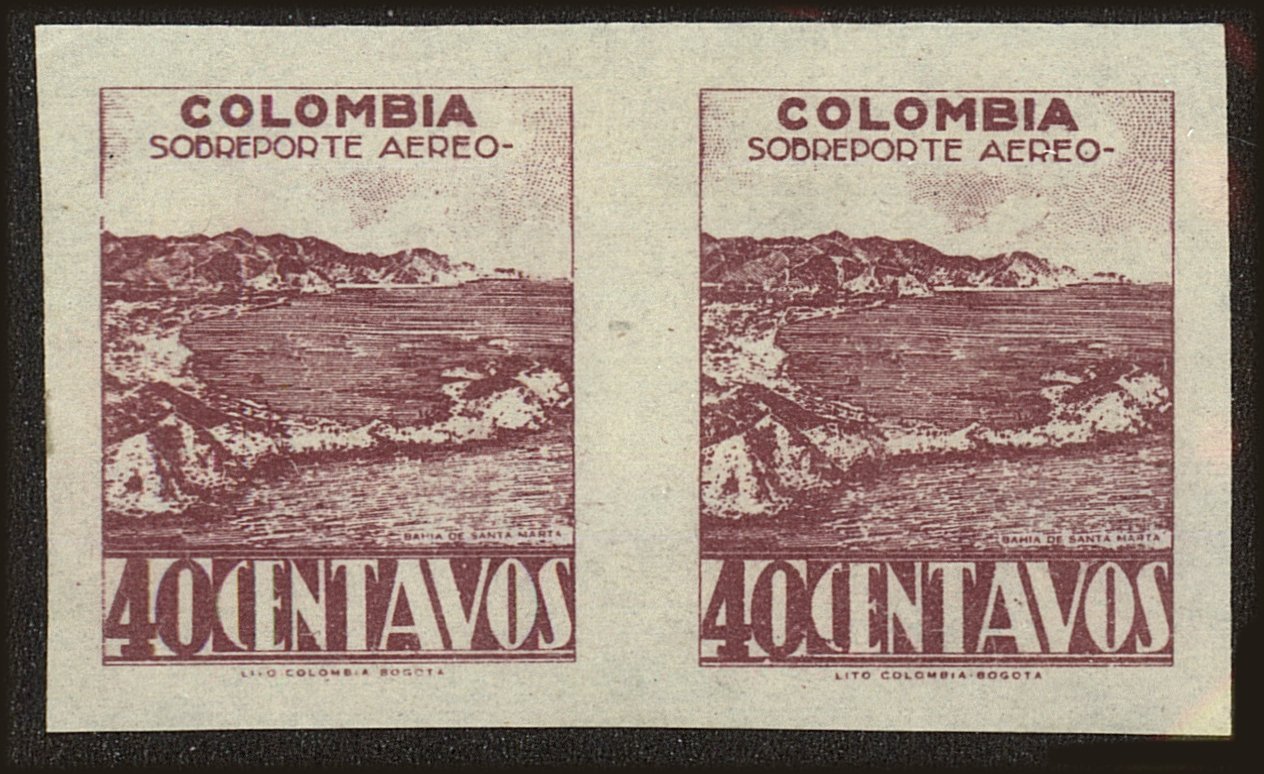 COLOMBIA
SOBREPORTE AEREO-
BAHIA DE SANTA MARTA
40 CENTAVOS
LITO COLOMBIA BOGOTA
COLOMBIA
SOBREPORTE AEREO-
BAHIA DE SANTA MARTA
40 CENTAVOS
LITO COLOMBIA-BOGOTA